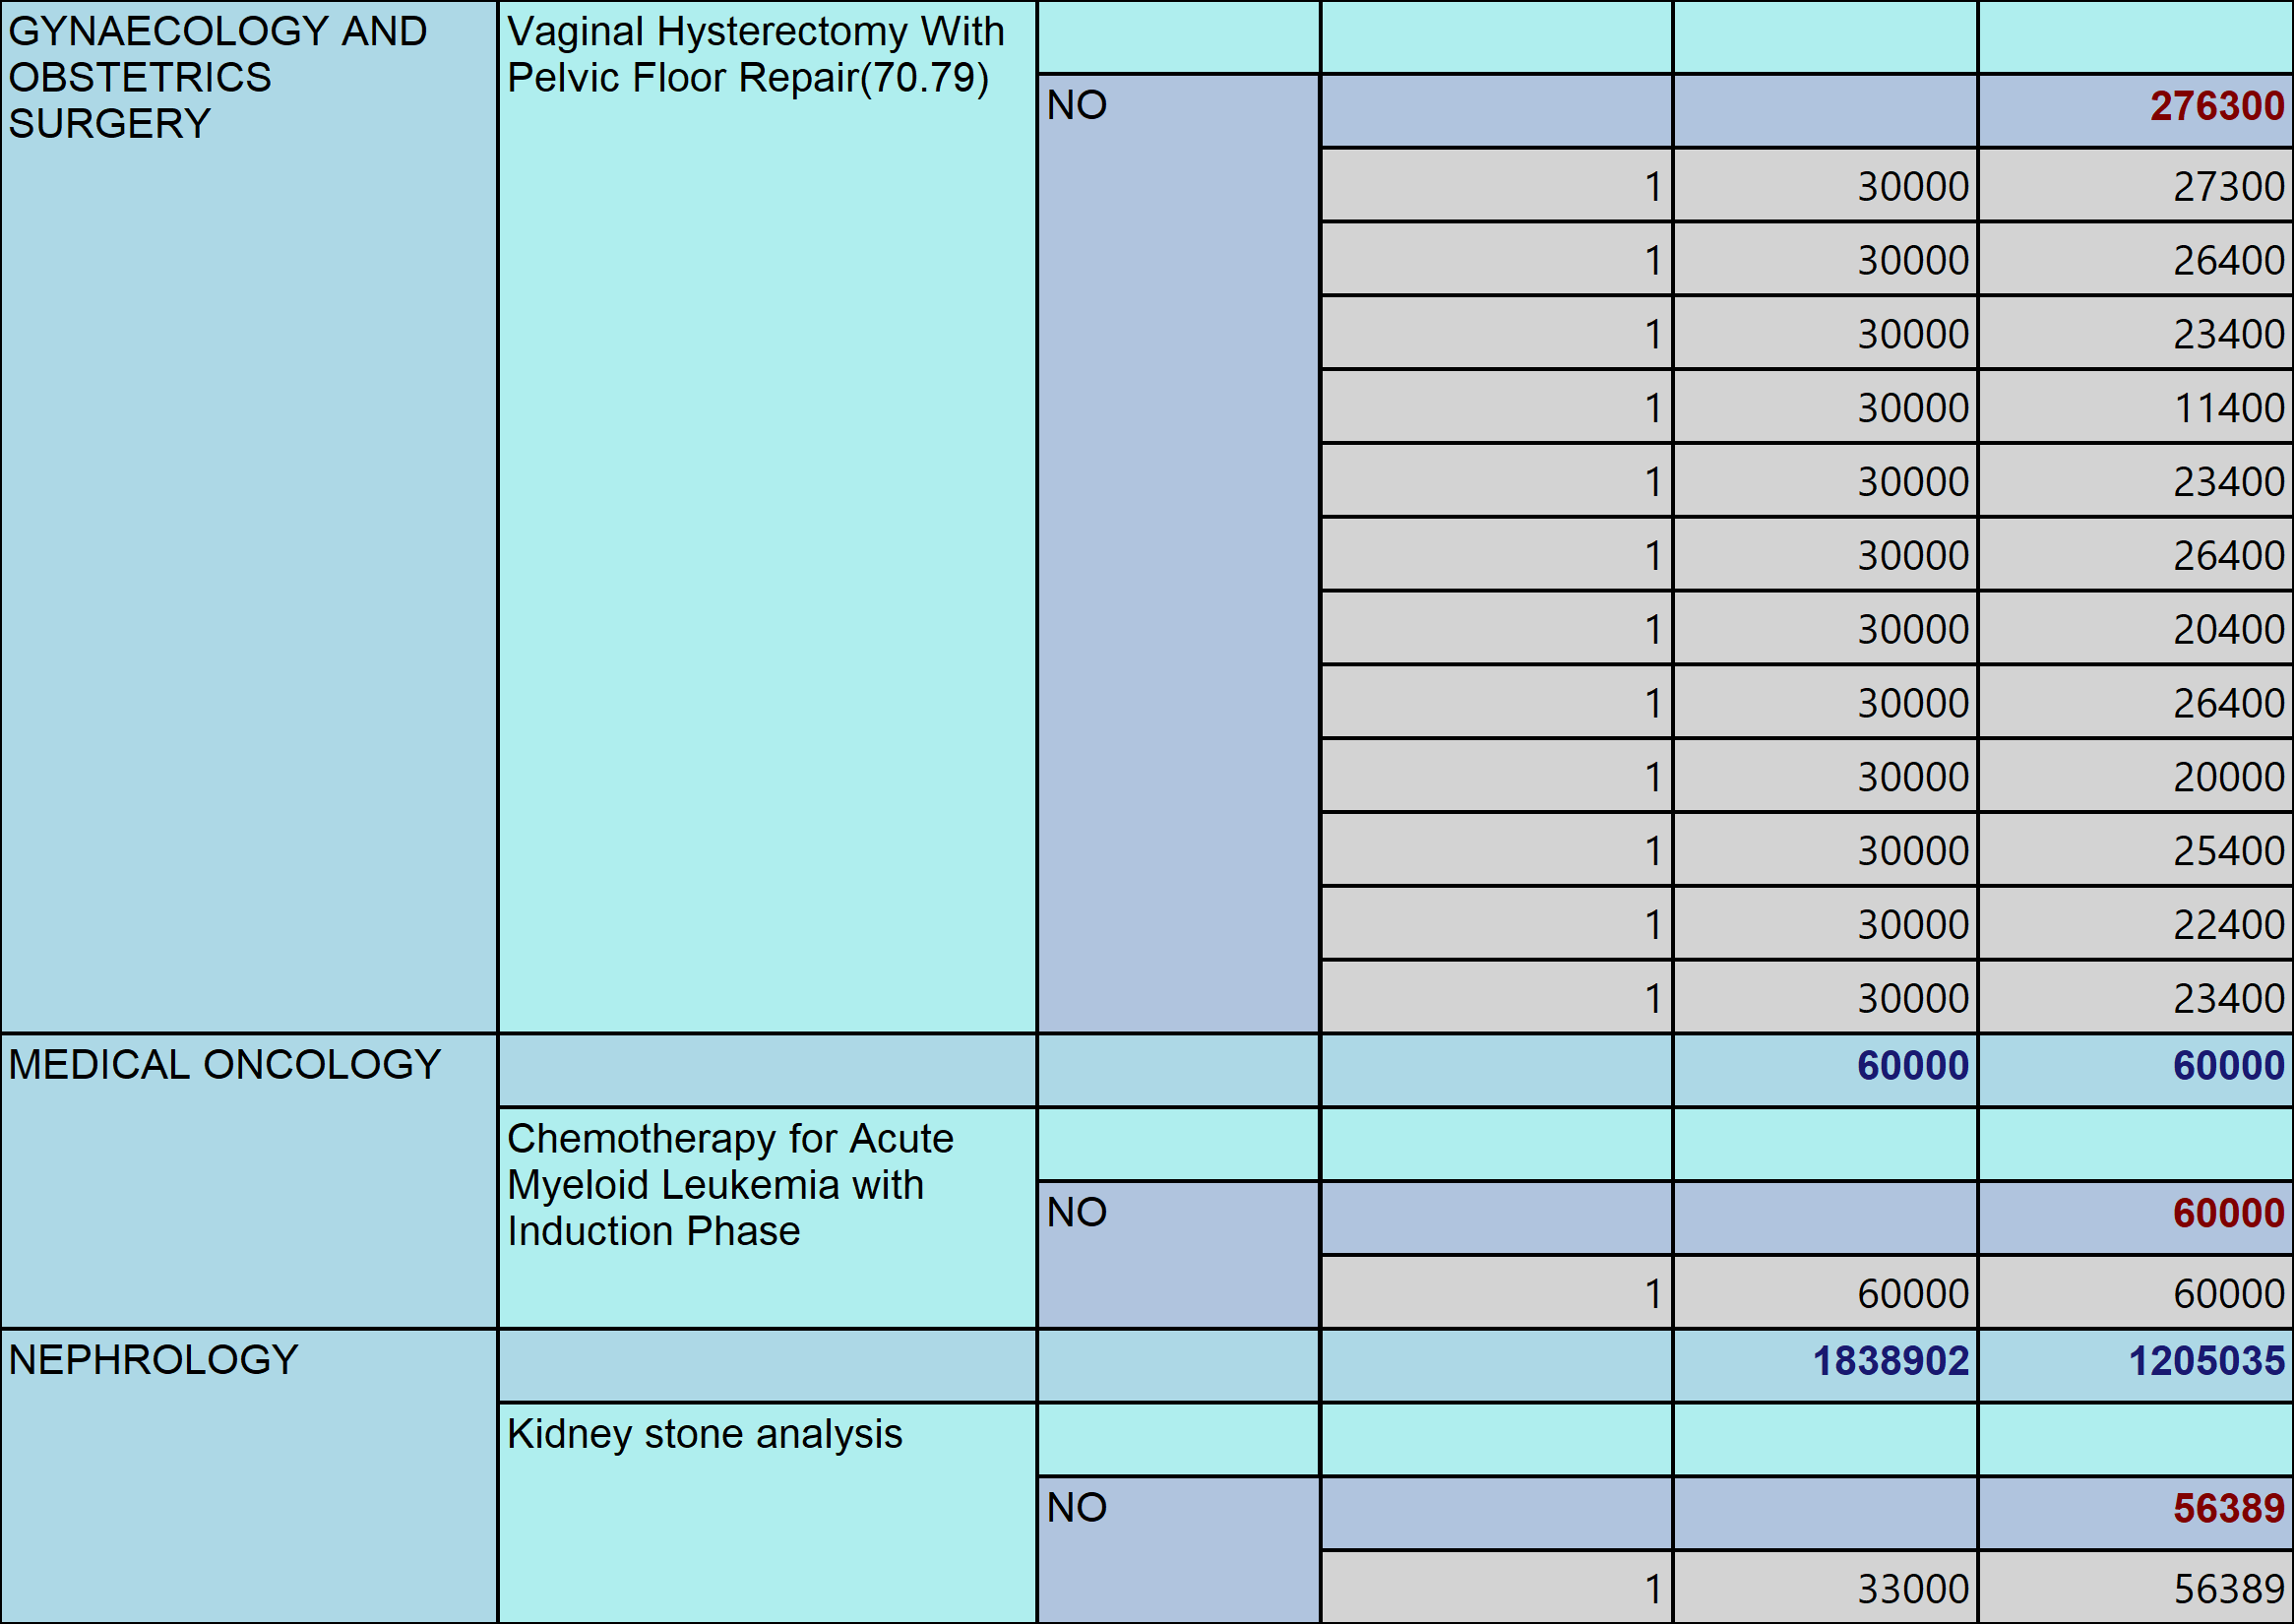 GYNAECOLOGY AND
OBSTETRICS
SURGERY
Vaginal Hysterectomy With
Pelvic Floor Repair(70.79)
NO 276300
1 30000 27300
1 30000 26400
1 30000 23400
1 30000 11400
1 30000 23400
1 30000 26400
1 30000 20400
1 30000 26400
1 30000 20000
1 30000 25400
1 30000 22400
1 30000 23400
MEDICAL ONCOLOGY 60000 60000
Chemotherapy for Acute
Myeloid Leukemia with
Induction Phase
NO 60000
1 60000 60000
NEPHROLOGY 1838902 1205035
Kidney stone analysis
NO 56389
1 33000 56389